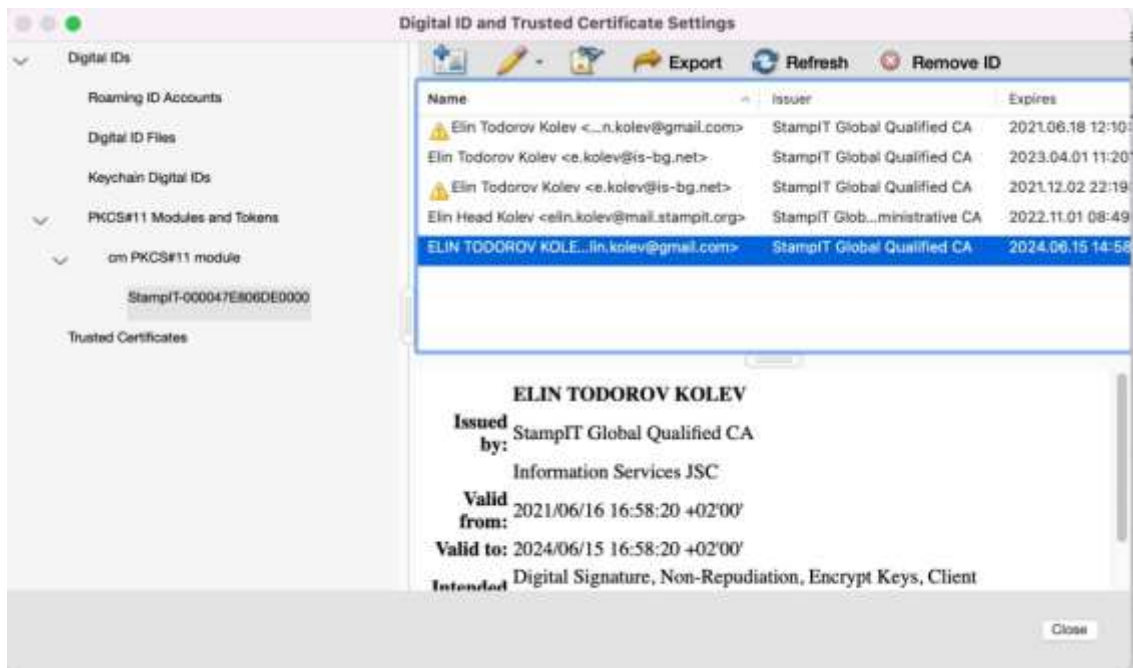 Digital ID and Trusted Certificate Settings
Digital IDs
Roaming ID Accounts
Digital ID Files
Keychain Digital IDs
PKCS#11 Modules and Tokens
cm PKCS#11 module
StampIT-000047E806DE0000
Trusted Certificates
Export Refresh Remove ID
Name Issuer Expires
Elin Todorov Kolev <...n.kolev@gmail.com> StampIT Global Qualified CA 2021.06.18 12:10:
Elin Todorov Kolev <e.kolev@is-bg.net> StampIT Global Qualified CA 2023.04.01 11:20
Elin Todorov Kolev <e.kolev@is-bg.net> StampIT Global Qualified CA 2021.12.02 22:19
Elin Head Kolev <elin.kolev@mail.stampit.org> StampIT Glob...ministrative CA 2022.11.01 08:49
ELIN TODOROV KOLE...lin.kolev@gmail.com> StampIT Global Qualified CA 2024.06.15 14:58
ELIN TODOROV KOLEV
Issued by: StampIT Global Qualified CA
Information Services JSC
Valid from: 2021/06/16 16:58:20 +02'00'
Valid to: 2024/06/15 16:58:20 +02'00'
Intended Digital Signature, Non-Repudiation, Encrypt Keys, Client
Close